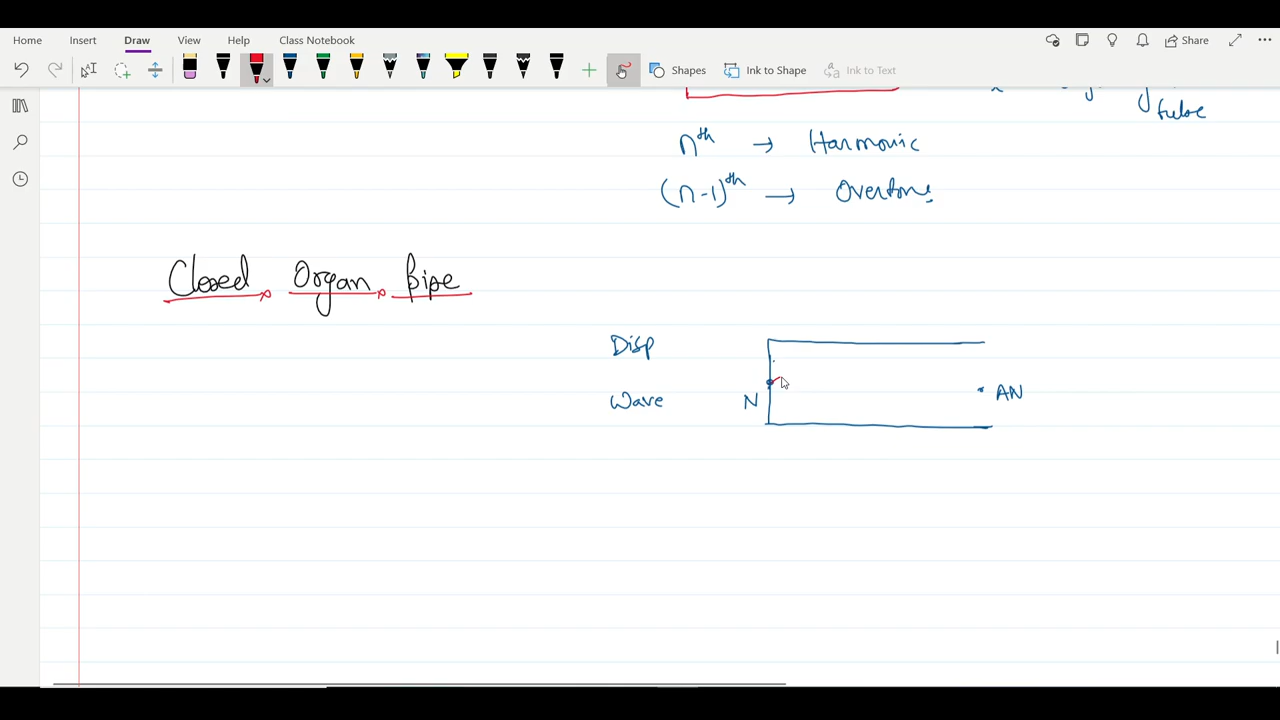 Home Insert Draw View Help Class Notebook
Share
Shapes Ink to Shape Ink to Text
tube
nth → Harmonic
(n-1)th → Overtone
Closed Organ Pipe
Disp
Wave N AN